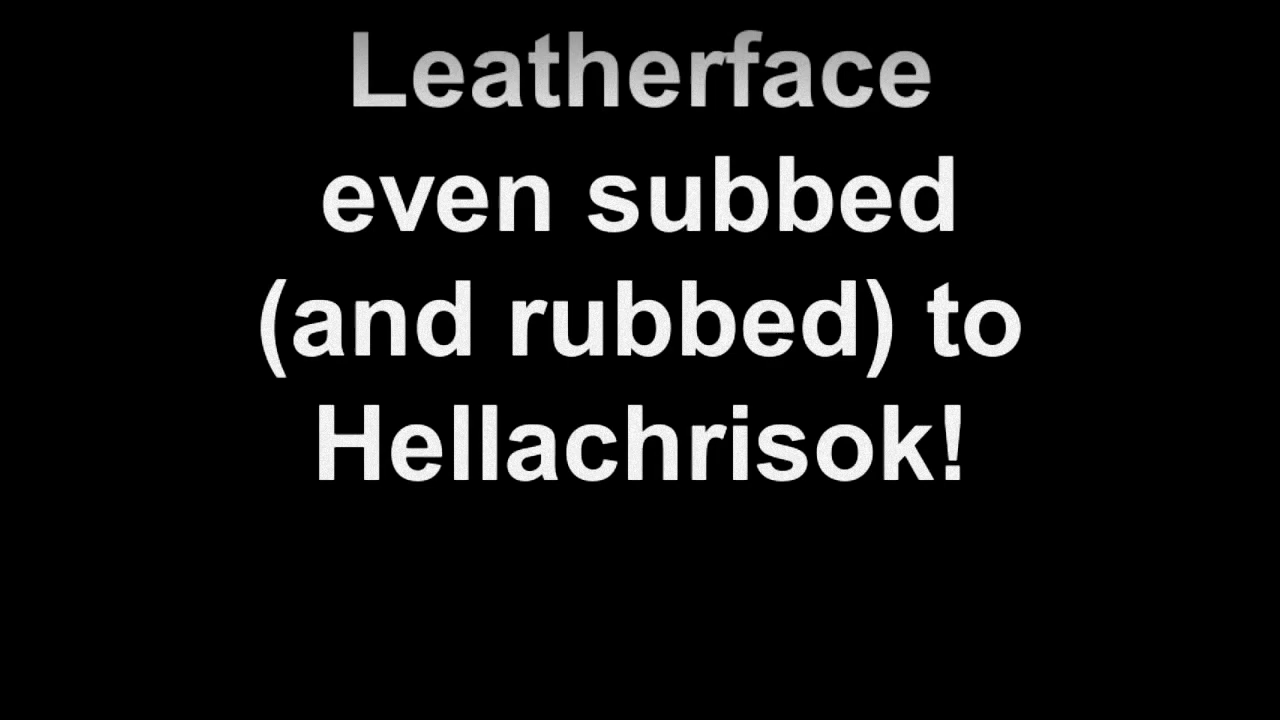 Leatherface
even subbed
(and rubbed) to
Hellachrisok!